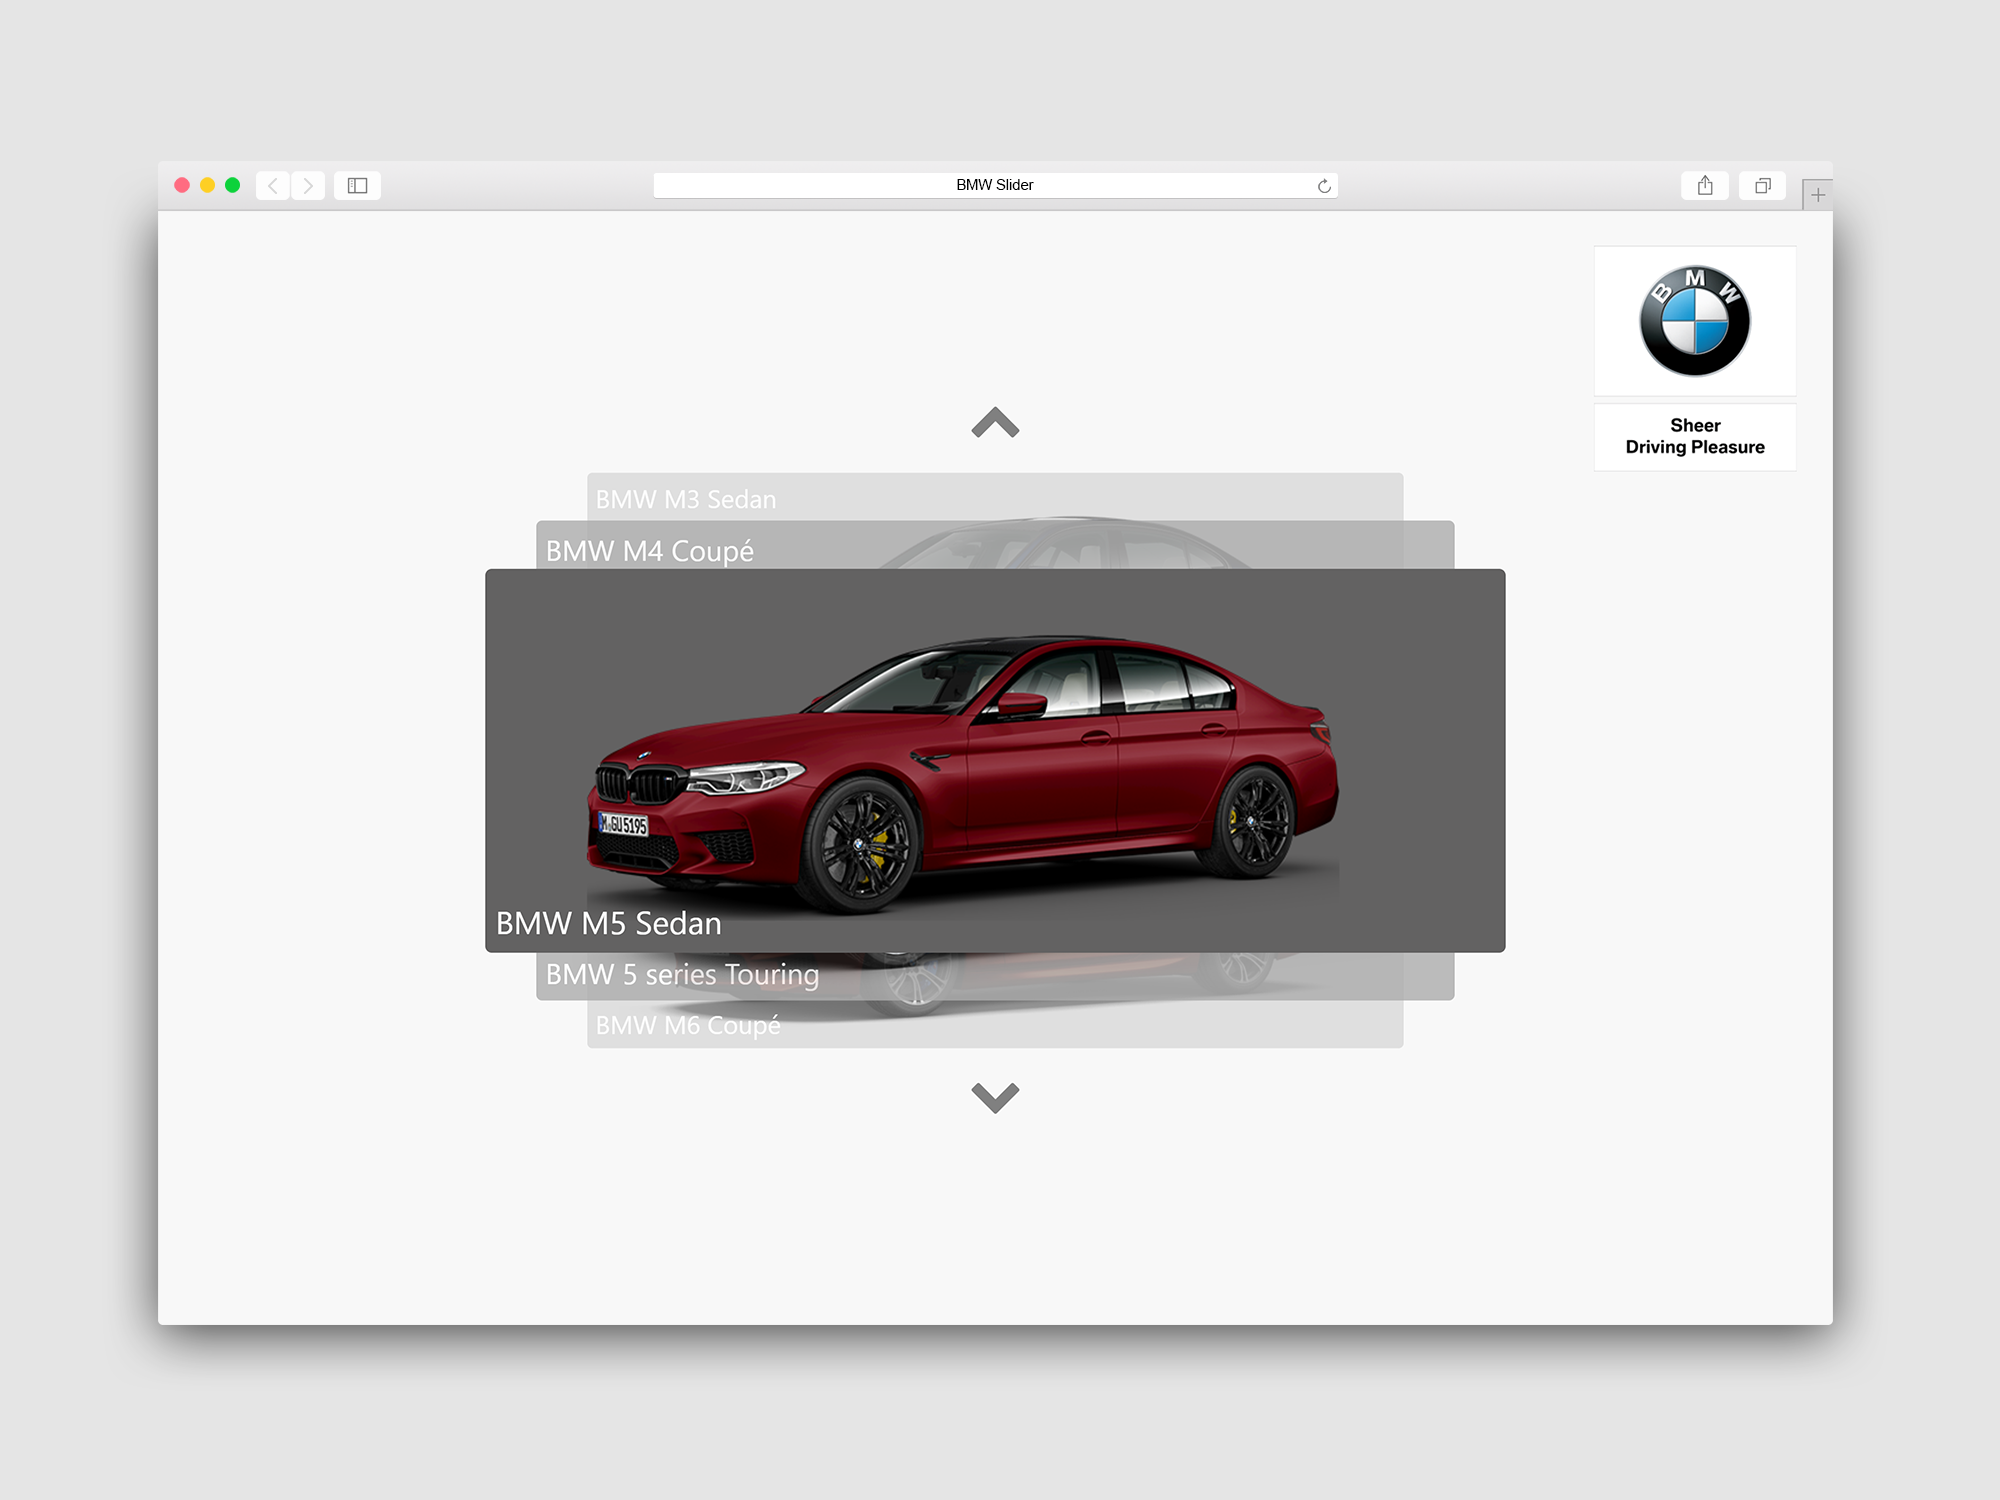 BMW Slider
BMW
Sheer
Driving Pleasure
BMW M3 Sedan
BMW M4 Coupé
M GU 5195
BMW M5 Sedan
BMW 5 series Touring
BMW M6 Coupé